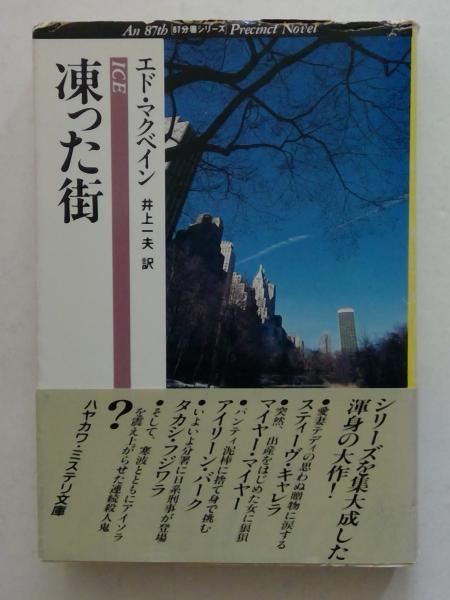 An 87th 87分署シリーズ Precinct Novel
ICE
凍った街
エド・マクベイン
井上一夫 訳
シリーズを集大成した
渾身の大作!
•愛妻テディの思わぬ贈物に涙する
スティーヴ・キャレラ
•突然、出産をはじめた女に狼狽
マイヤー・マイヤー
•パンティ泥棒に捨て身で挑む
アイリーン・バーク
•いよいよ分署に日系刑事が登場
タカシ・フジワラ
•そして、寒波とともにアイソラ
を震え上がらせた連続殺人鬼
?
ハヤカワ・ミステリ文庫